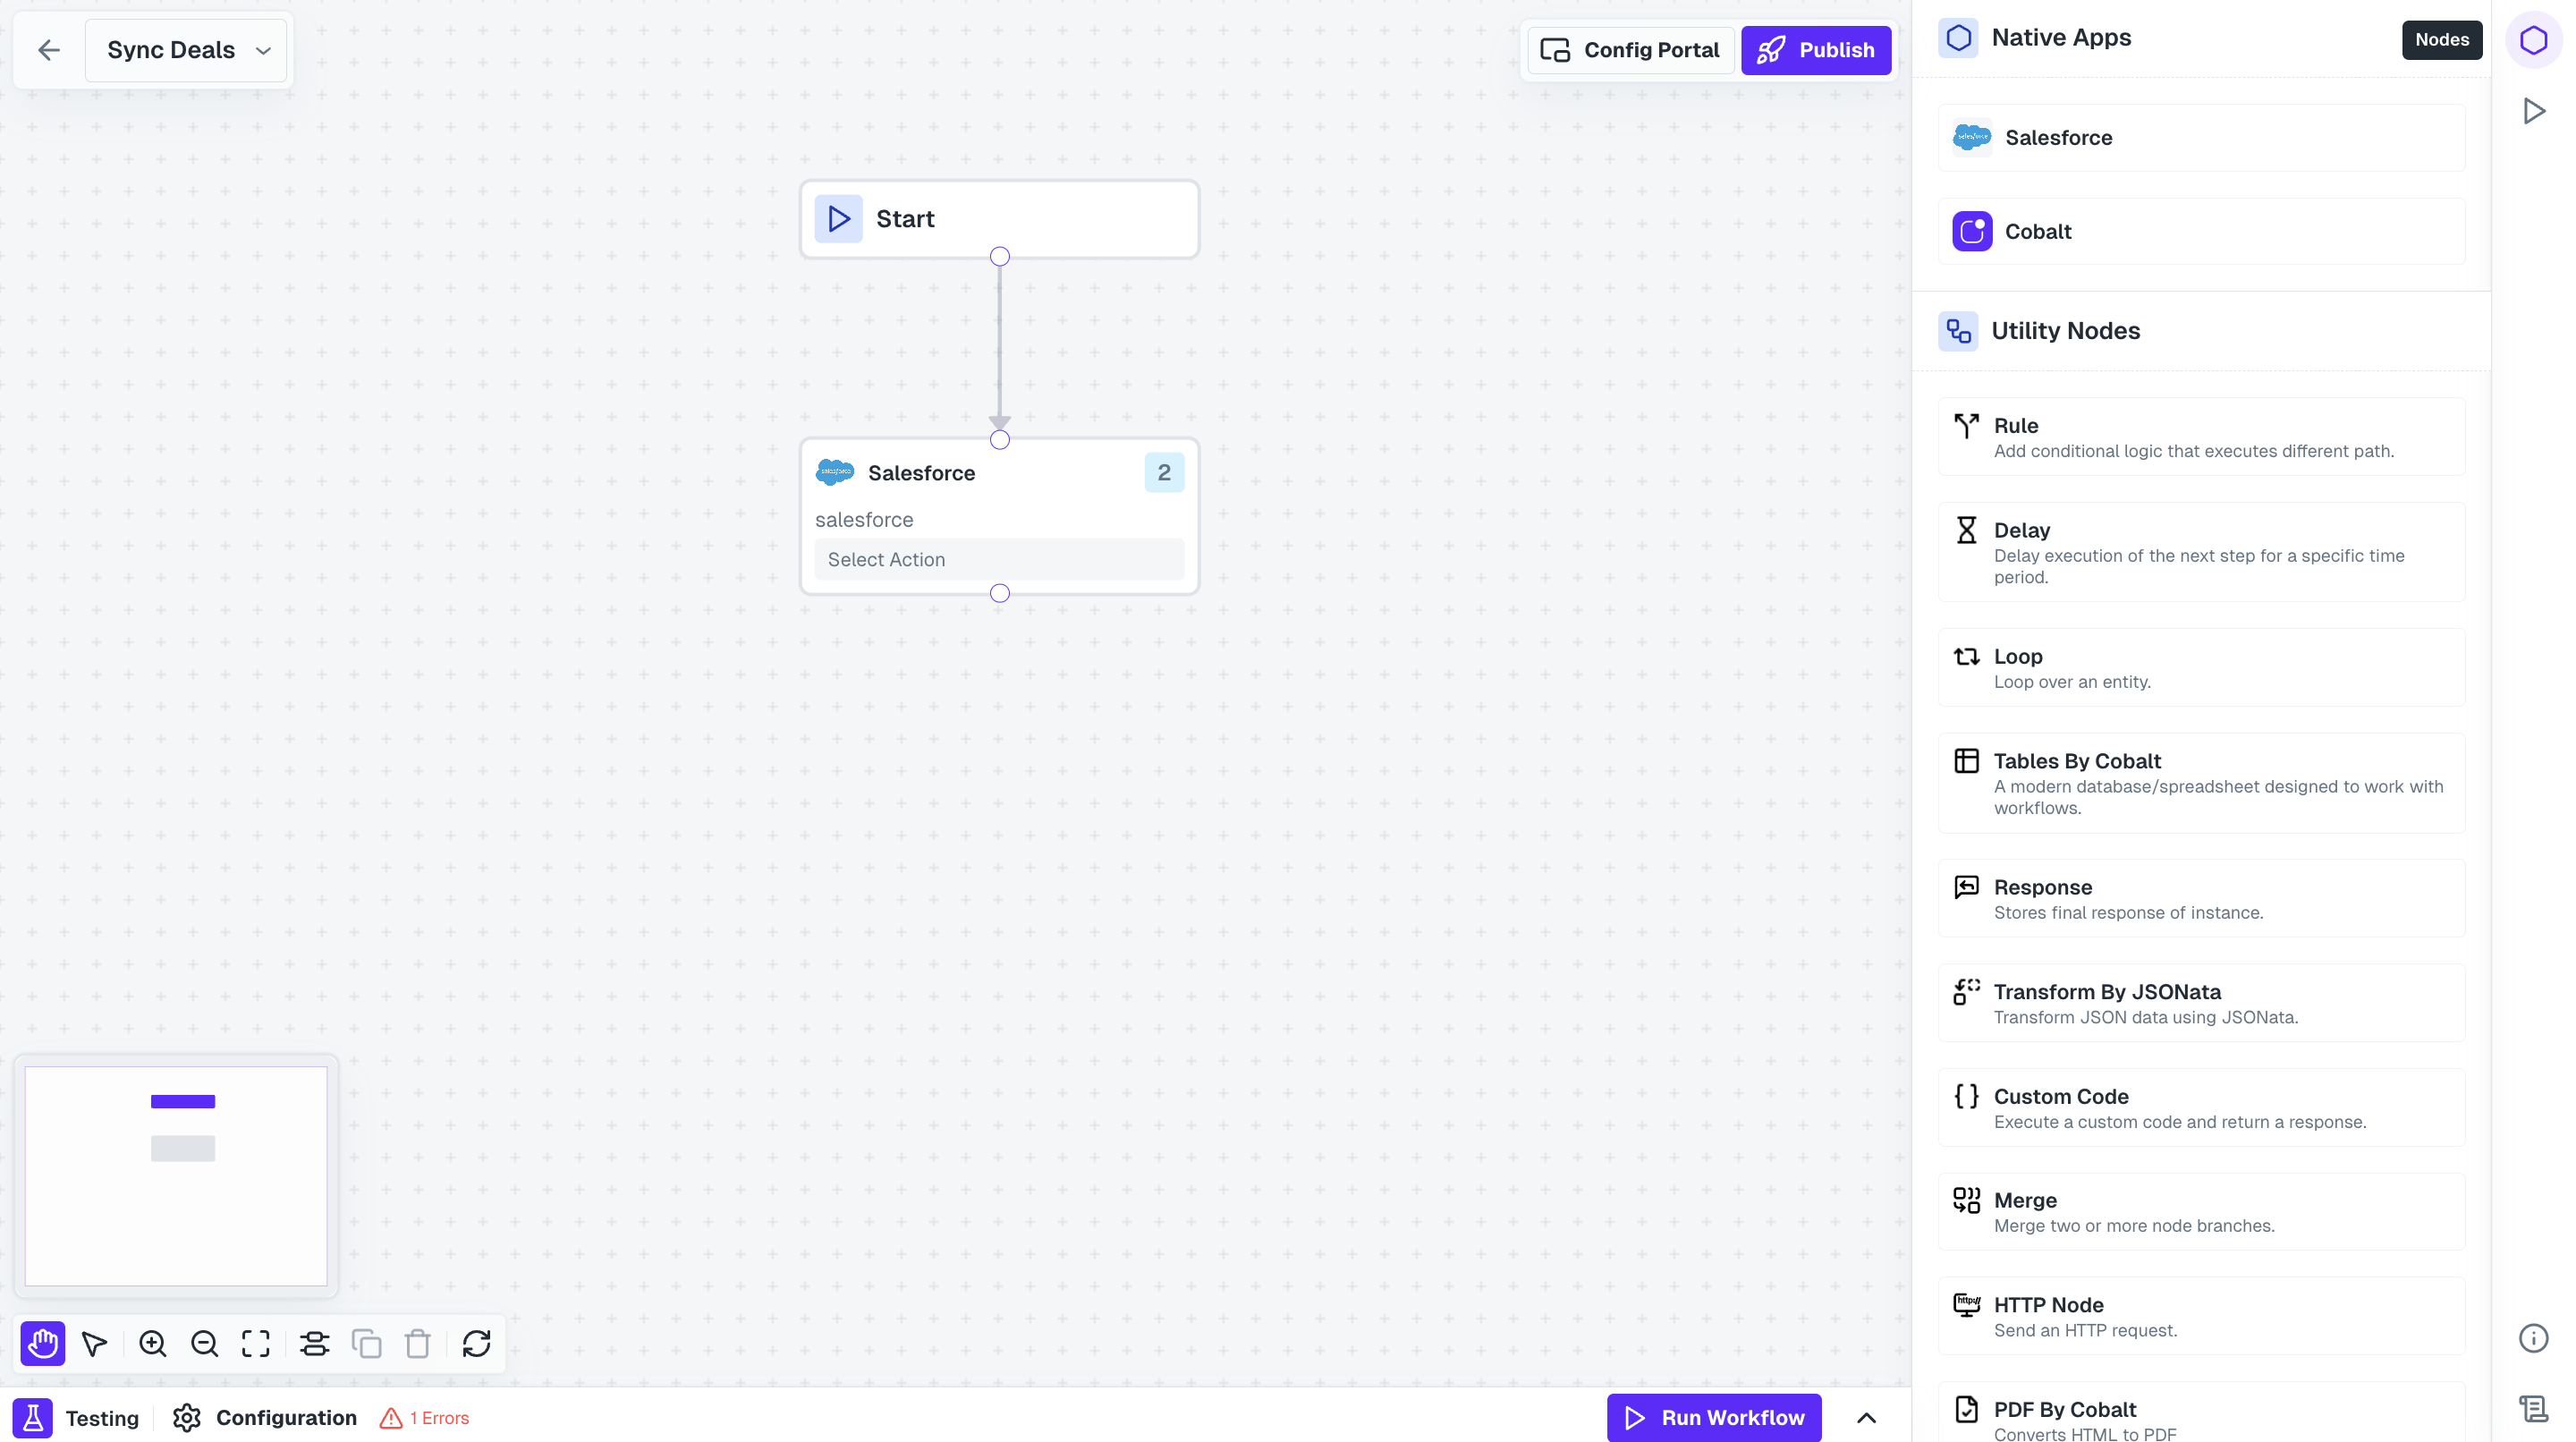 Sync Deals
Config Portal
Publish
Native Apps
Nodes
salesforce
Salesforce
Cobalt
Utility Nodes
Rule
Add conditional logic that executes different path.
Delay
Delay execution of the next step for a specific time
period.
Loop
Loop over an entity.
Tables By Cobalt
A modern database/spreadsheet designed to work with
workflows.
Response
Stores final response of instance.
Transform By JSONata
Transform JSON data using JSONata.
Custom Code
Execute a custom code and return a response.
Merge
Merge two or more node branches.
http://
HTTP Node
Send an HTTP request.
PDF By Cobalt
Converts HTML to PDF
Start
salesforce
Salesforce
2
salesforce
Select Action
Testing
Configuration
1 Errors
Run Workflow